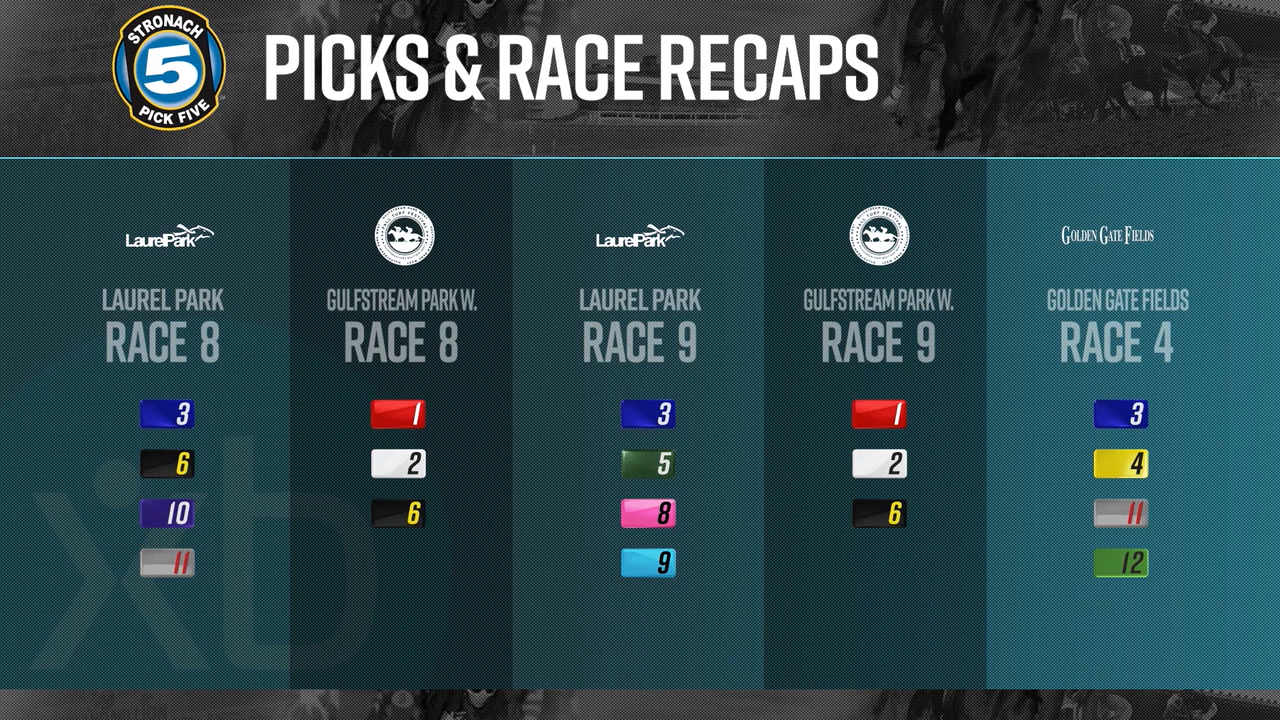 STRONACH
5
PICK FIVE
PICKS & RACE RECAPS
LaurelPark
LAUREL PARK
RACE 8
3
6
10
11
GULFSTREAM PARK W.
RACE 8
1
2
6
LaurelPark
LAUREL PARK
RACE 9
3
5
8
9
GULFSTREAM PARK W.
RACE 9
1
2
6
GOLDEN GATE FIELDS
GOLDEN GATE FIELDS
RACE 4
3
4
11
12
xb